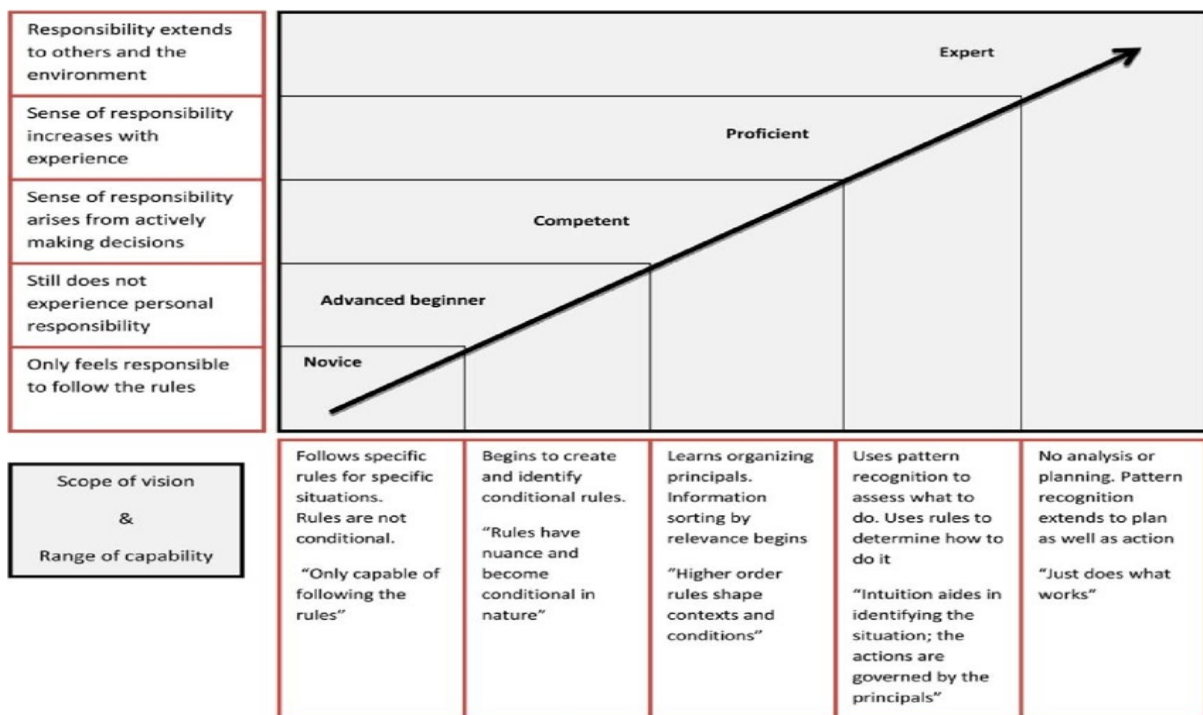 Responsibility extends
to others and the
environment
Sense of responsibility
increases with
experience
Sense of responsibility
arises from actively
making decisions
Still does not
experience personal
responsibility
Only feels responsible
to follow the rules
Expert
Proficient
Competent
Advanced beginner
Novice
Scope of vision
&
Range of capability
Follows specific
rules for specific
situations.
Rules are not
conditional.
“Only capable of
following the
rules”
Begins to create
and identify
conditional rules.
“Rules have
nuance and
become
conditional in
nature”
Learns organizing
principals.
Information
sorting by
relevance begins
“Higher order
rules shape
contexts and
conditions”
Uses pattern
recognition to
assess what to
do. Uses rules to
determine how to
do it
“Intuition aides in
identifying the
situation; the
actions are
governed by the
principals”
No analysis or
planning. Pattern
recognition
extends to plan
as well as action
“Just does what
works”